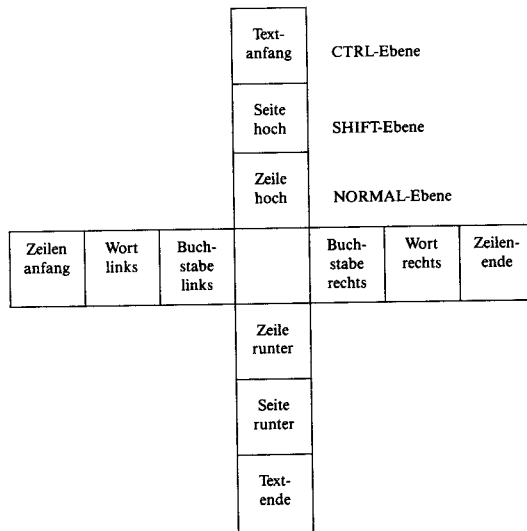 Text-
anfang
CTRL-Ebene
Seite
hoch
SHIFT-Ebene
Zeile
hoch
NORMAL-Ebene
Zeilen
anfang
Wort
links
Buch-
stabe
links
Buch-
stabe
rechts
Wort
rechts
Zeilen-
ende
Zeile
runter
Seite
runter
Text-
ende